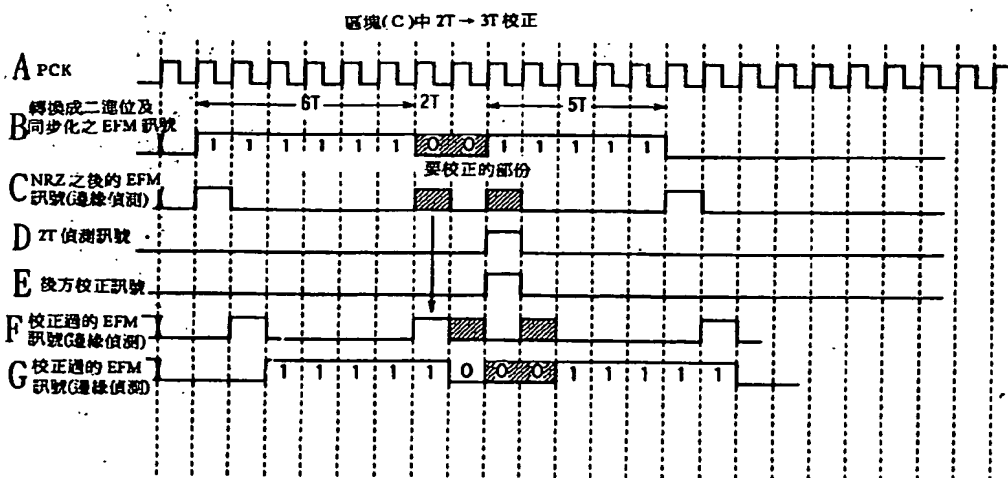 區塊(C)中 2T → 3T 校正
A PCK
6T 2T 5T
轉換成二進位及
B 同步化之 EFM 訊號
1 1 1 1 1 1 0 0 1 1 1 1 1
要校正的部份
C NRZ 之後的 EFM
訊號(邊緣偵測)
D 2T 偵測訊號
E 後方校正訊號
F 校正過的 EFM
訊號(邊緣偵測)
G 校正過的 EFM
訊號(邊緣偵測)
1 1 1 1 1 0 0 0 1 1 1 1 1